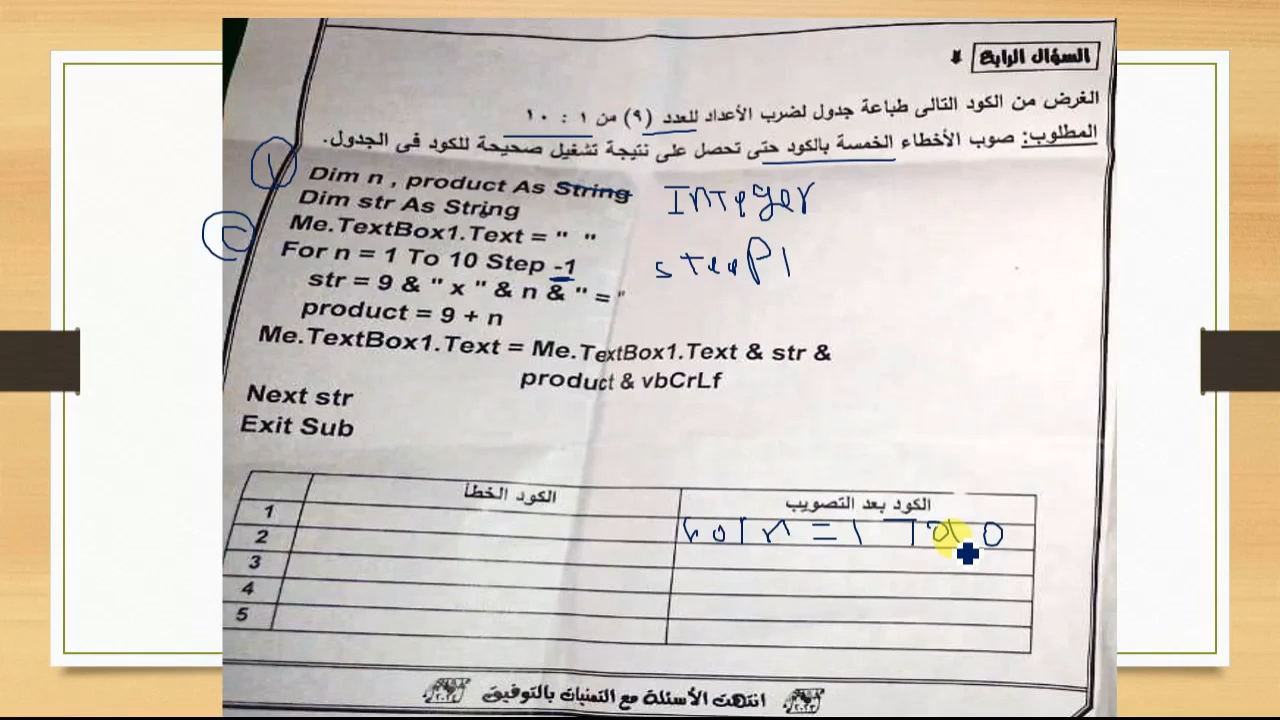 السؤال الرابع
الغرض من الكود التالى طباعة جدول لضرب الأعداد للعدد (٩) من ١ : ١٠
المطلوب: صوب الأخطاء الخمسة بالكود حتى تحصل على نتيجة تشغيل صحيحة للكود فى الجدول.
Dim n , product As String Integer
Dim str As String
Me.TextBox1.Text = " "
For n = 1 To 10 Step -1 step 1
str = 9 & " x " & n & " = "
product = 9 + n
Me.TextBox1.Text = Me.TextBox1.Text & str &
product & vbCrLf
Next str
Exit Sub
الكود الخطأ الكود بعد التصويب
1
2 For n = 1 To 10
3
4
5
انتهت الأسئلة مع التمنيات بالتوفيق